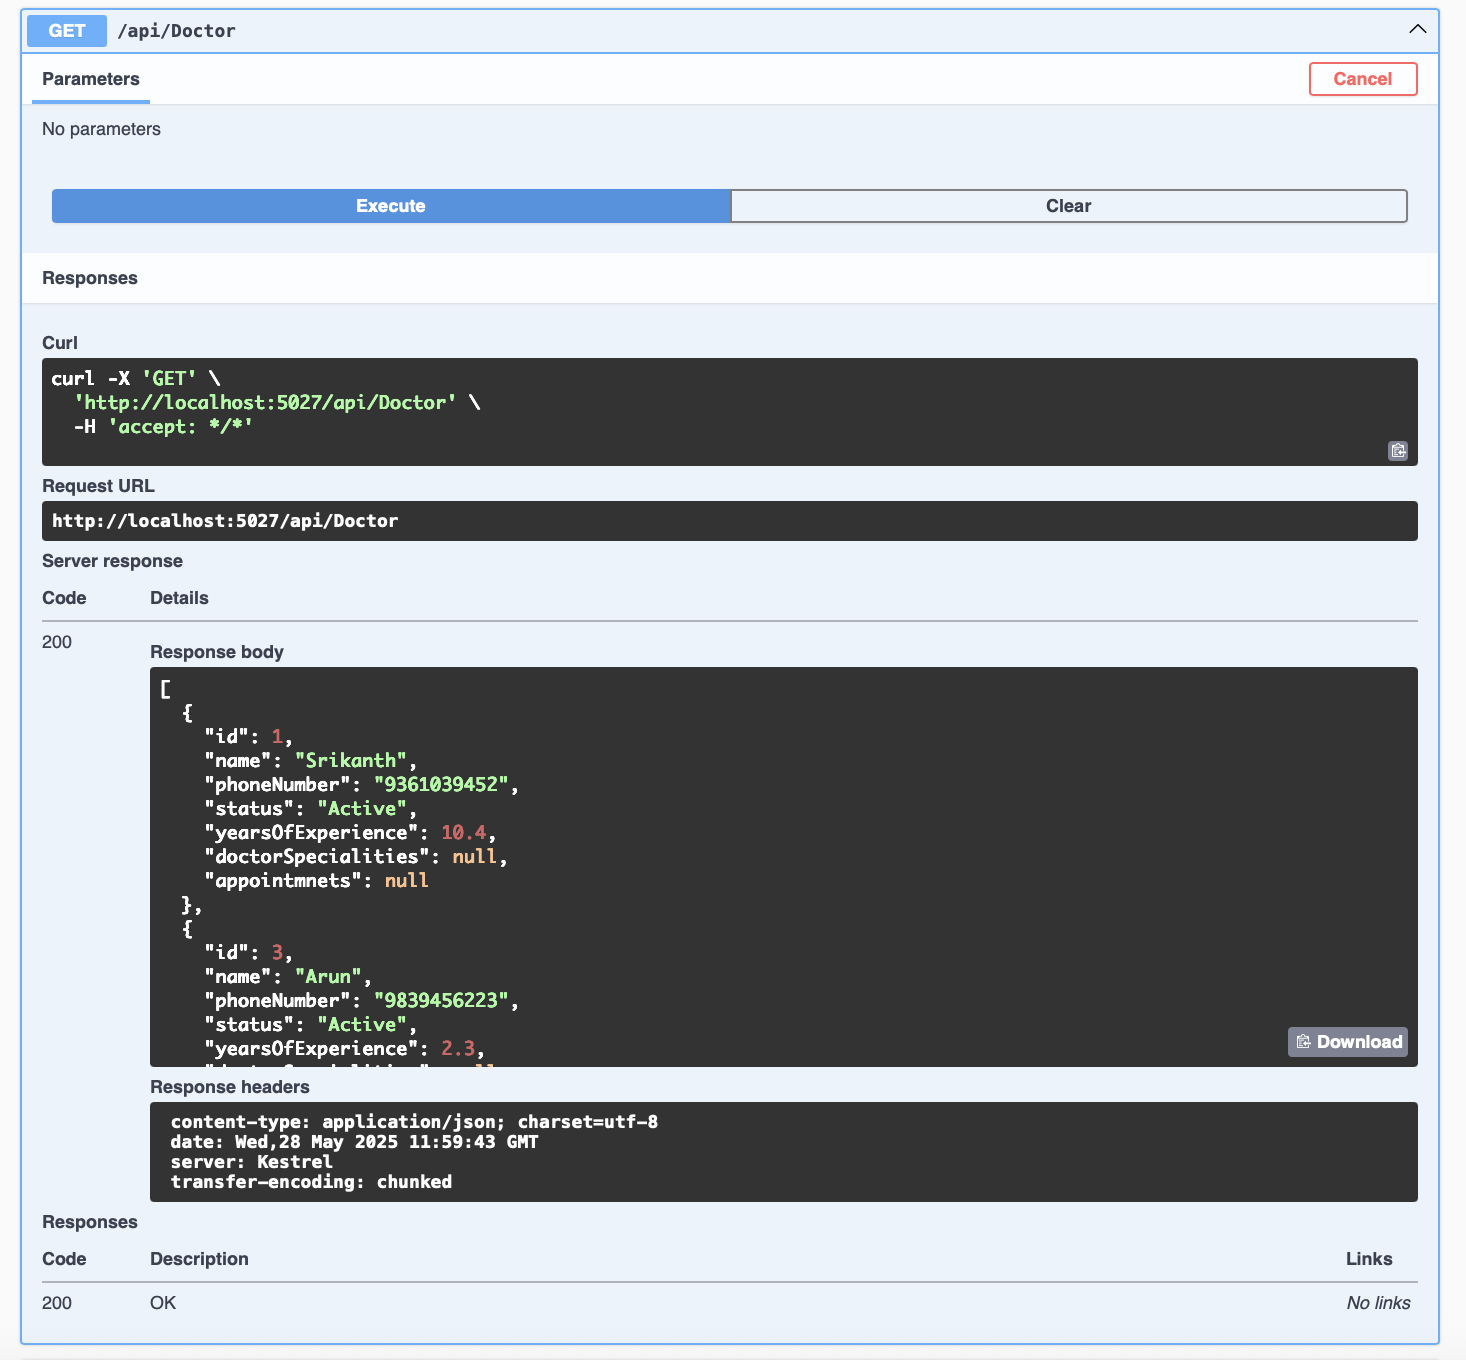 GET /api/Doctor
Parameters
Cancel
No parameters
Execute
Clear
Responses
Curl
curl -X 'GET' \
  'http://localhost:5027/api/Doctor' \
  -H 'accept: */*'
Request URL
http://localhost:5027/api/Doctor
Server response
Code Details
200
Response body
[
  {
    "id": 1,
    "name": "Srikanth",
    "phoneNumber": "9361039452",
    "status": "Active",
    "yearsOfExperience": 10.4,
    "doctorSpecialities": null,
    "appointmnets": null
  },
  {
    "id": 3,
    "name": "Arun",
    "phoneNumber": "9839456223",
    "status": "Active",
    "yearsOfExperience": 2.3,
Download
Response headers
content-type: application/json; charset=utf-8
date: Wed,28 May 2025 11:59:43 GMT
server: Kestrel
transfer-encoding: chunked
Responses
Code Description Links
200 OK No links